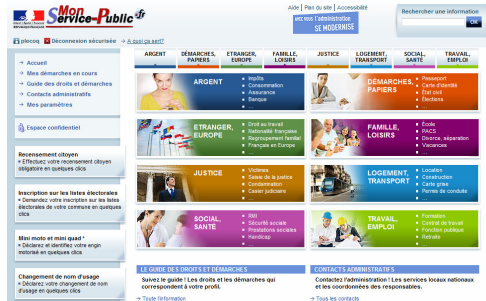 Aide | Plan du site | Accessibilité
Mon
Service-Public.fr
avec vous l'administration
SE MODERNISE
Rechercher une information
OK
plecoq Déconnexion sécurisée → A quoi ça sert?
Accueil
Mes démarches en cours
Guide des droits et démarches
Contacts administratifs
Mes paramètres
Espace confidentiel
Recensement citoyen
Effectuez votre recensement citoyen
obligatoire en quelques clics
Inscription sur les listes électorales
Demandez votre inscription sur les listes
électorales de votre commune en quelques
clics
Mini moto et mini quad
Déclarez et identifiez votre engin
motorisé en quelques clics
Changement de nom d'usage
Déclarez votre changement de nom
d'usage en quelques clics
ARGENT
DÉMARCHES,
PAPIERS
ETRANGER,
EUROPE
FAMILLE,
LOISIRS
JUSTICE
LOGEMENT,
TRANSPORT
SOCIAL,
SANTÉ
TRAVAIL,
EMPLOI
ARGENT
Impôts
Consommation
Assurance
Banque
...
DÉMARCHES,
PAPIERS
Passeport
Carte d'identité
État civil
Élections
...
ETRANGER,
EUROPE
Droit au travail
Nationalité française
Regroupement familial
Français en Europe
...
FAMILLE,
LOISIRS
École
PACS
Divorce, séparation
Vacances
...
JUSTICE
Victimes
Saisie de la justice
Condamnation
Casier judiciaire
...
LOGEMENT,
TRANSPORT
Location
Construction
Carte grise
Permis de conduire
...
SOCIAL,
SANTÉ
RMI
Sécurité sociale
Prestations sociales
Handicap
...
TRAVAIL,
EMPLOI
Formation
Contrat de travail
Fonction publique
Retraite
...
LE GUIDE DES DROITS ET DÉMARCHES
Suivez le guide ! Les droits et les démarches qui
correspondent à votre profil.
→ Toute l'information
CONTACTS ADMINISTRATIFS
Contactez l'administration ! Les services locaux nationaux
et les coordonnées des responsables.
→ Tous les contacts